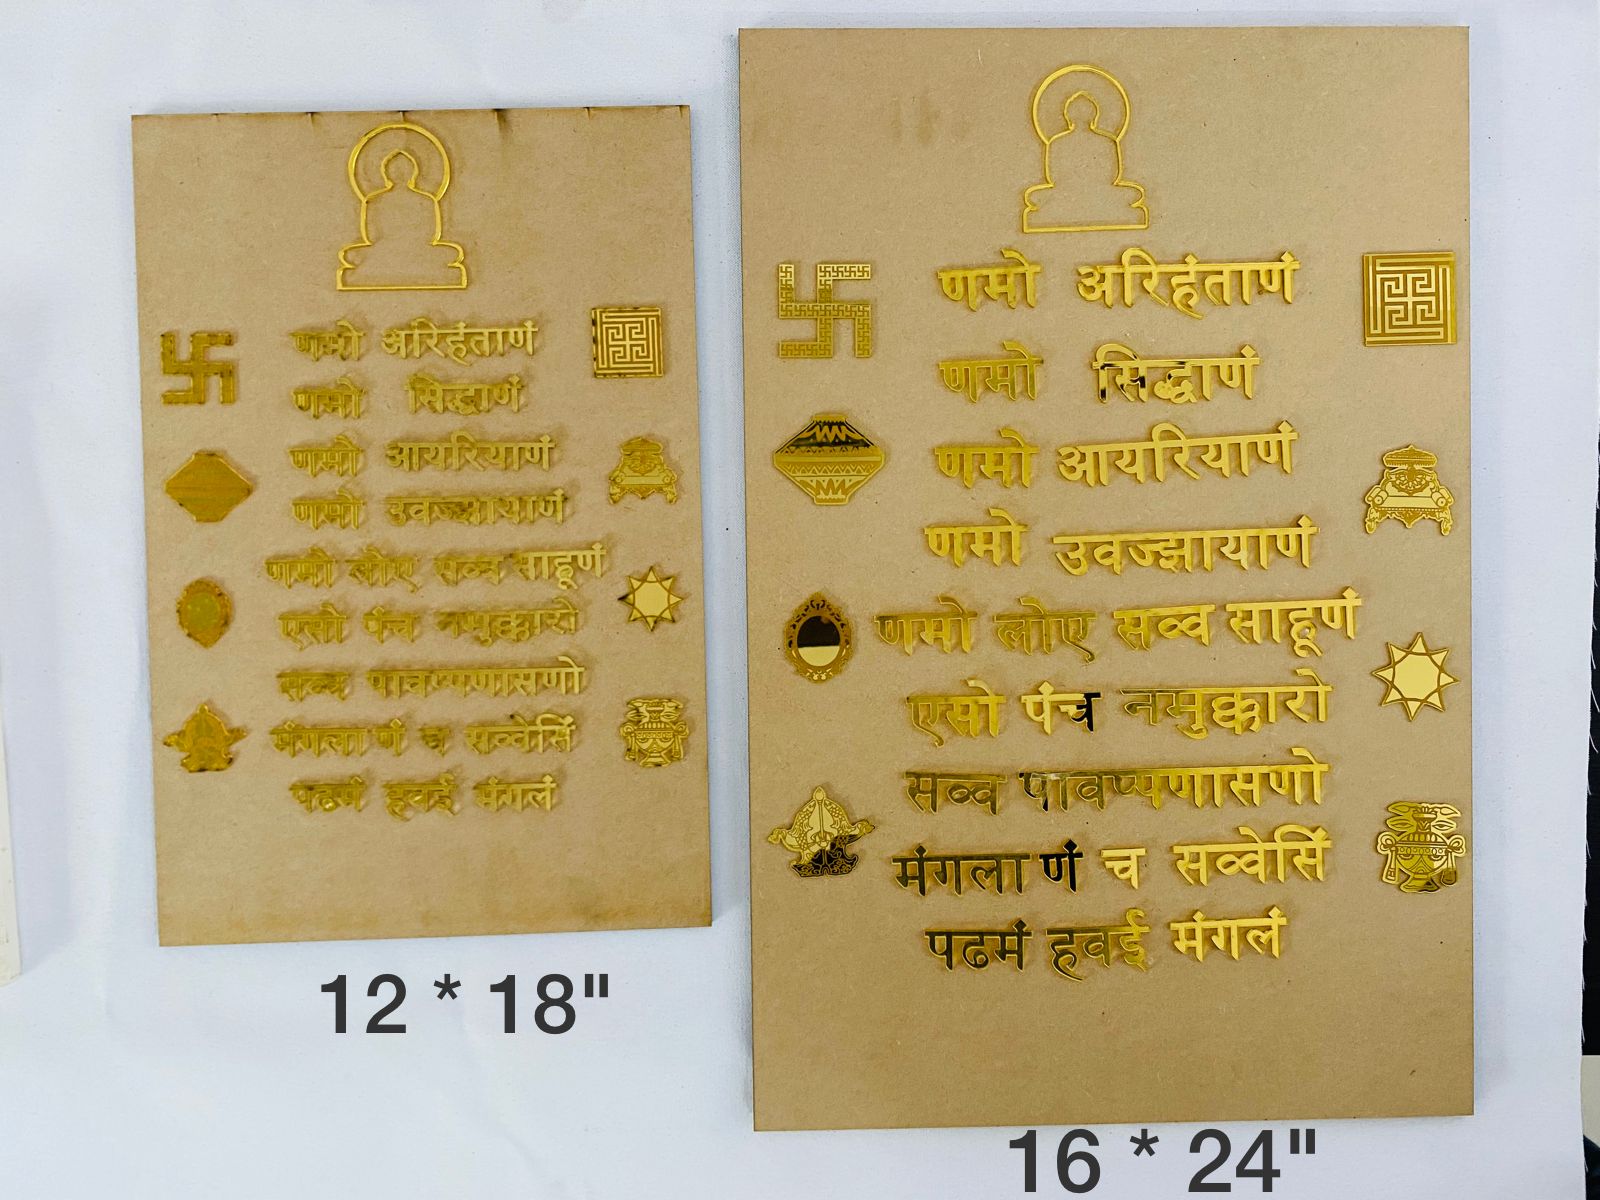 णमो अरिहंताणं
णमो सिद्धाणं
णमो आयरियाणं
णमो उवज्झायाणं
णमो लोए सव्व साहूणं
एसो पंच नमुक्कारो
सव्व पावप्पणासणो
मंगला णं च सव्वेसिं
पढमं हवई मंगलं
12 * 18"
णमो अरिहंताणं
णमो सिद्धाणं
णमो आयरियाणं
णमो उवज्झायाणं
णमो लोए सव्व साहूणं
एसो पंच नमुक्कारो
सव्व पावप्पणासणो
मंगला णं च सव्वेसिं
पढमं हवई मंगलं
16 * 24"